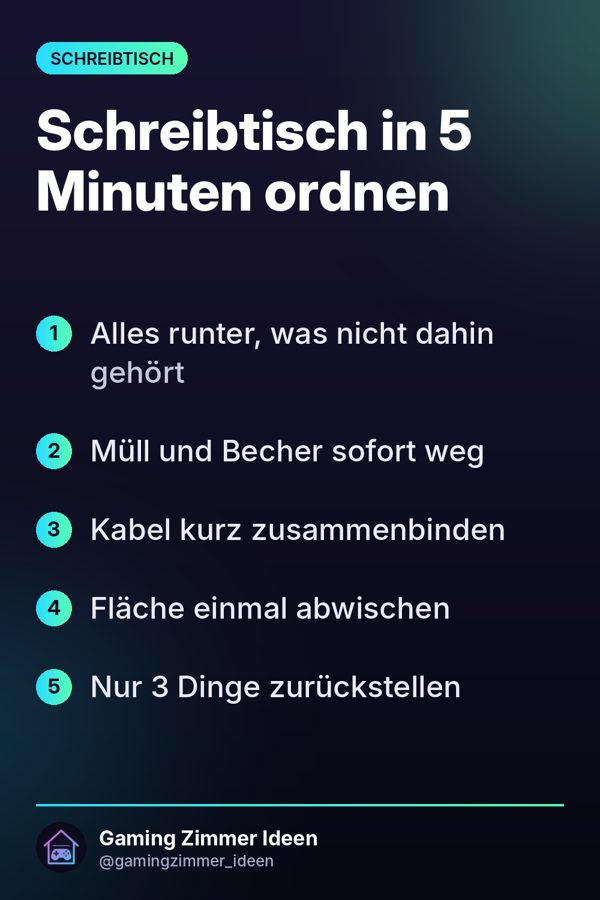 SCHREIBTISCH
Schreibtisch in 5
Minuten ordnen
1 Alles runter, was nicht dahin
gehört
2 Müll und Becher sofort weg
3 Kabel kurz zusammenbinden
4 Fläche einmal abwischen
5 Nur 3 Dinge zurückstellen
Gaming Zimmer Ideen
@gamingzimmer_ideen